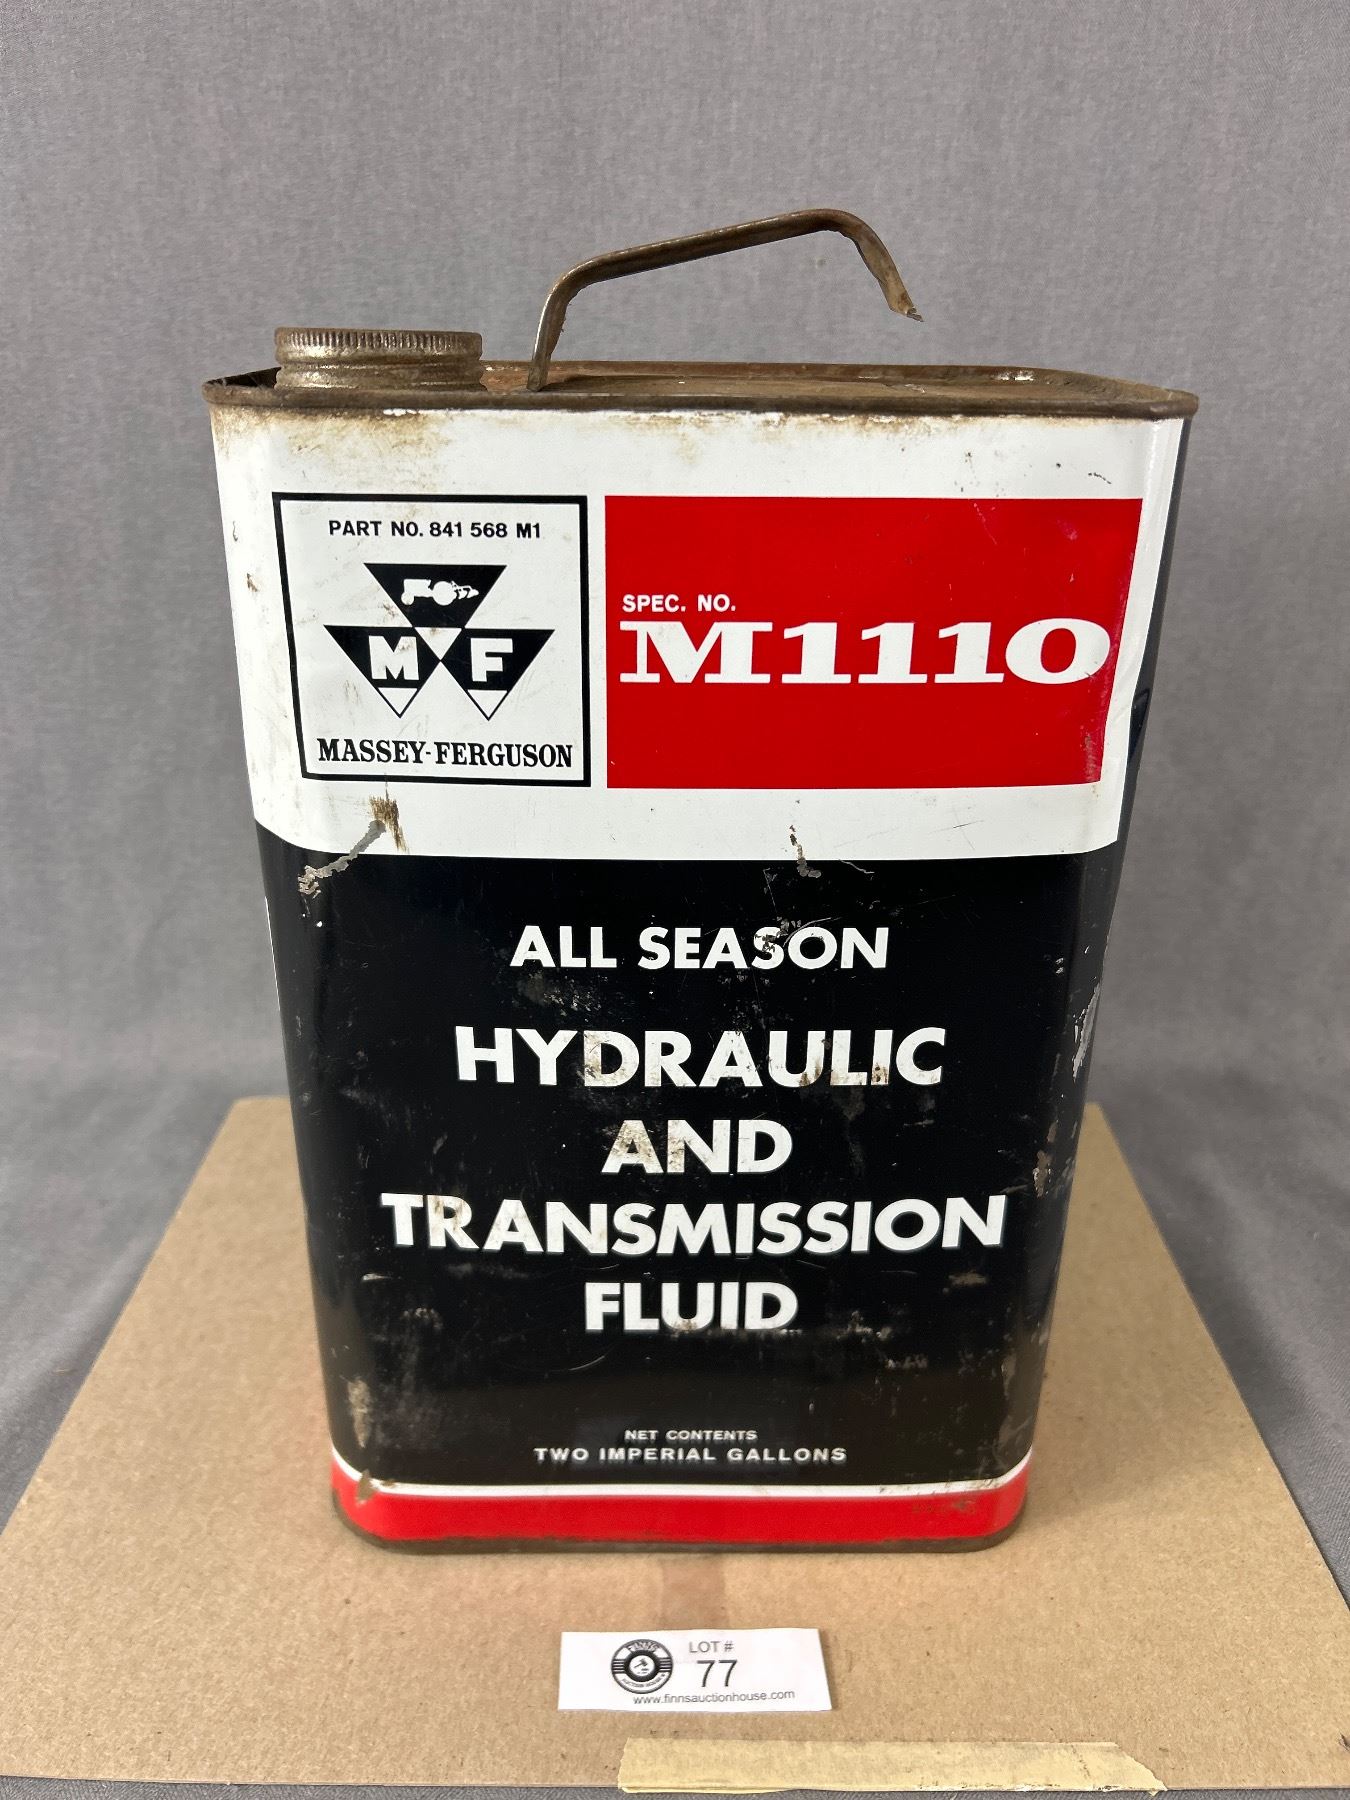 PART NO. 841 568 M1
M F
MASSEY-FERGUSON
SPEC. NO.
M1110
ALL SEASON
HYDRAULIC
AND
TRANSMISSION
FLUID
NET CONTENTS
TWO IMPERIAL GALLONS
FINNS
LOT #
77
www.finnsauctionhouse.com